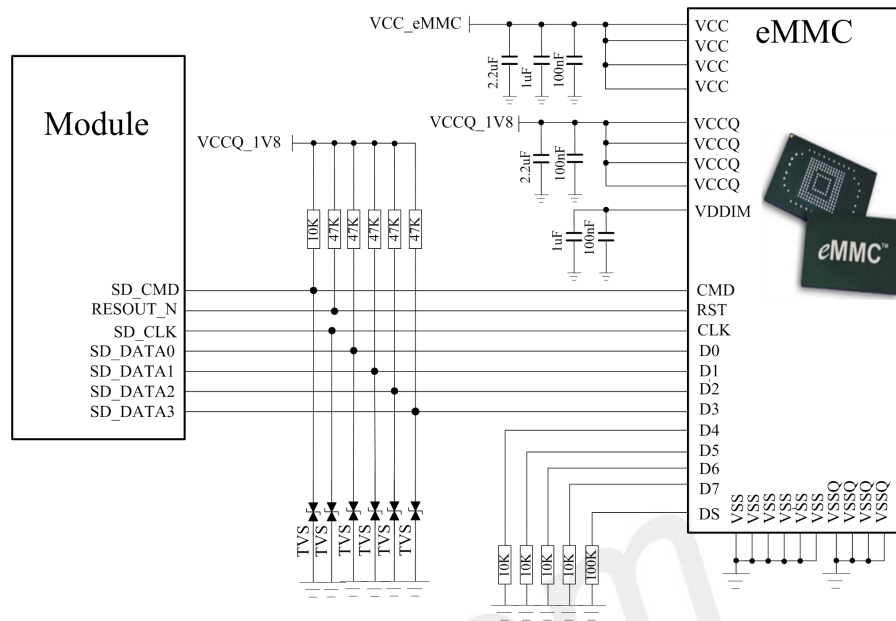 VCC_eMMC
2.2uF
1uF
100nF
VCC
VCC
VCC
VCC
eMMC
Module
VCCQ_1V8
VCCQ_1V8
2.2uF
100nF
VCCQ
VCCQ
VCCQ
VCCQ
VDDIM
1uF
100nF
10K
47K
47K
47K
47K
47K
eMMC™
SD_CMD
RESOUT_N
SD_CLK
SD_DATA0
SD_DATA1
SD_DATA2
SD_DATA3
CMD
RST
CLK
D0
D1
D2
D3
D4
D5
D6
D7
DS
VSS
VSS
VSS
VSS
VSS
VSS
VSSQ
VSSQ
VSSQ
VSSQ
TVS
TVS
TVS
TVS
TVS
TVS
10K
10K
10K
10K
100K